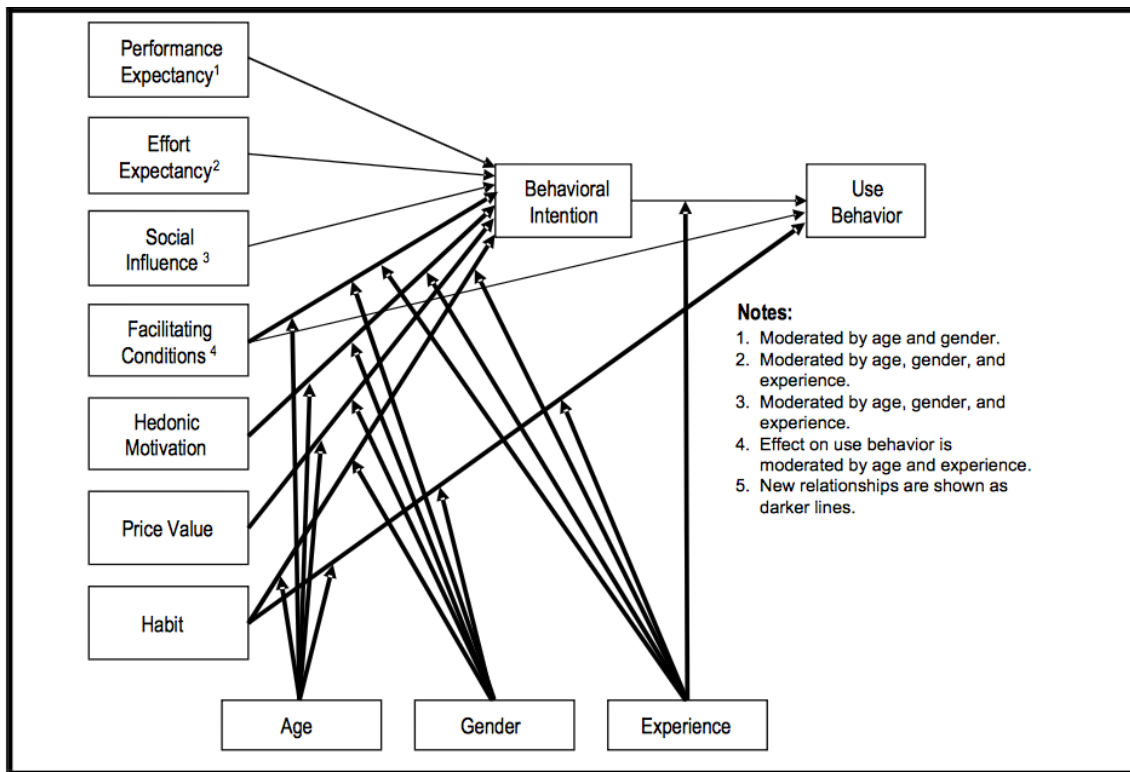 Performance
Expectancy1
Effort
Expectancy2
Social
Influence 3
Facilitating
Conditions 4
Hedonic
Motivation
Price Value
Habit
Behavioral
Intention
Use
Behavior
Notes:
1. Moderated by age and gender.
2. Moderated by age, gender, and
experience.
3. Moderated by age, gender, and
experience.
4. Effect on use behavior is
moderated by age and experience.
5. New relationships are shown as
darker lines.
Age
Gender
Experience